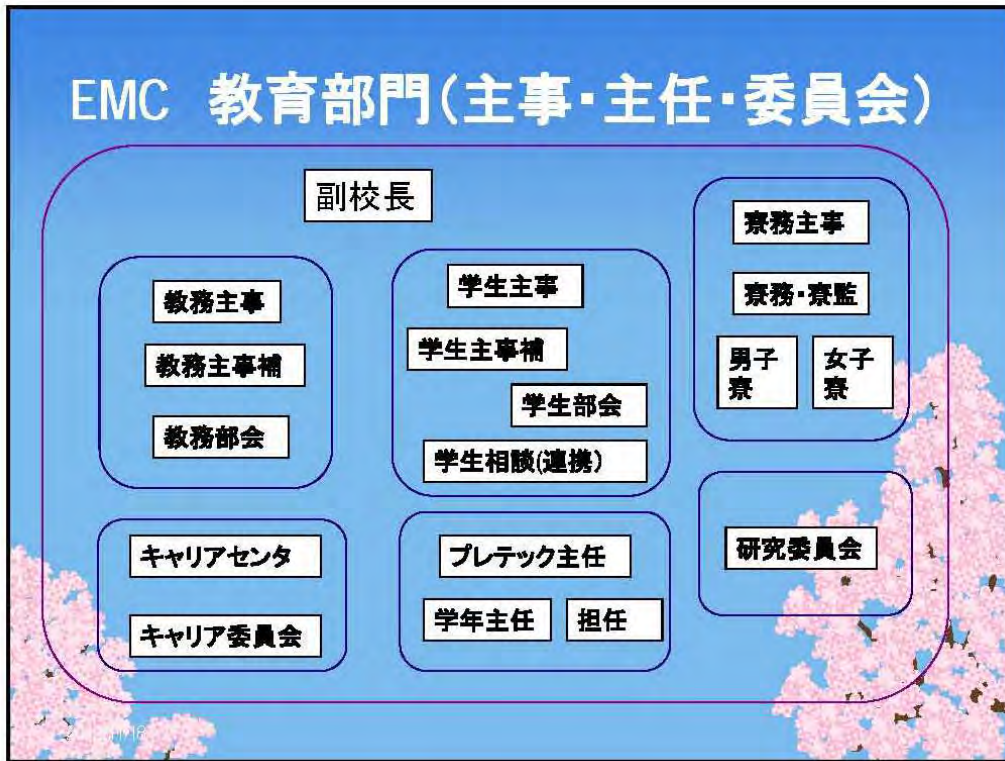 EMC 教育部門(主事・主任・委員会)
副校長
教務主事
教務主事補
教務部会
学生主事
学生主事補
学生部会
学生相談(連携)
寮務主事
寮務・寮監
男子
寮
女子
寮
キャリアセンタ
キャリア委員会
プレテック主任
学年主任
担任
研究委員会